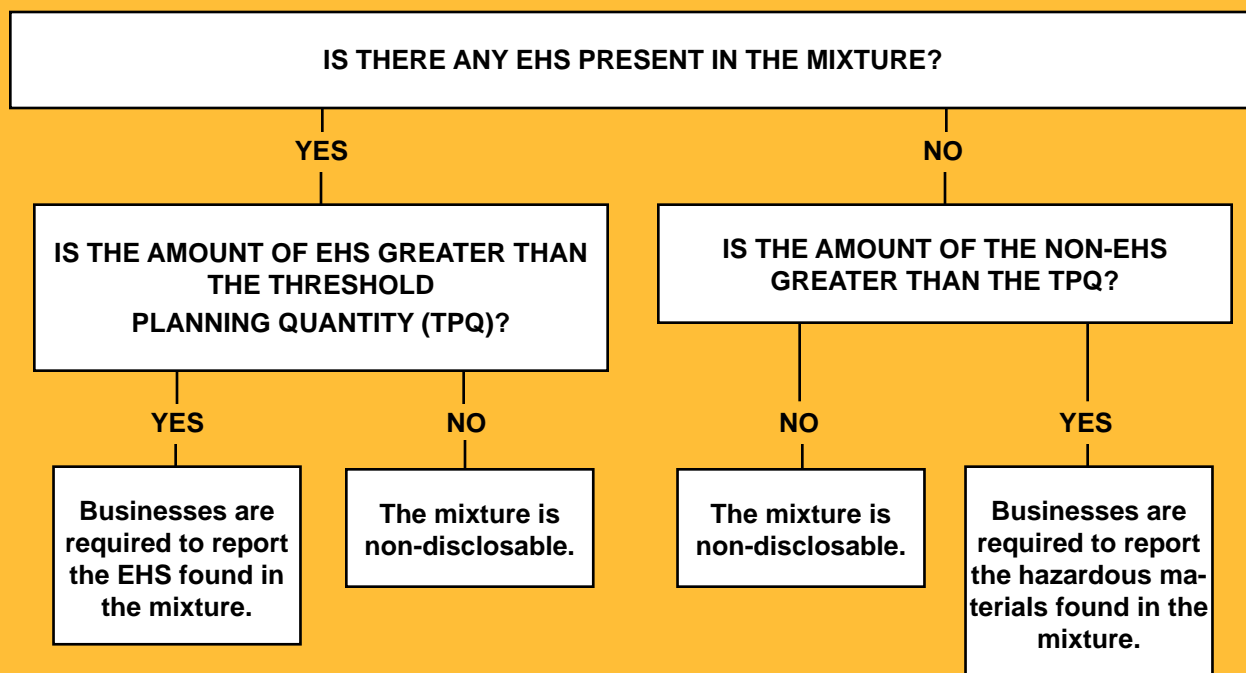 IS THERE ANY EHS PRESENT IN THE MIXTURE?
YES
NO
IS THE AMOUNT OF EHS GREATER THAN
THE THRESHOLD
PLANNING QUANTITY (TPQ)?
IS THE AMOUNT OF THE NON-EHS
GREATER THAN THE TPQ?
YES
NO
NO
YES
Businesses are
required to report
the EHS found in
the mixture.
The mixture is
non-disclosable.
The mixture is
non-disclosable.
Businesses are
required to report
the hazardous ma-
terials found in the
mixture.